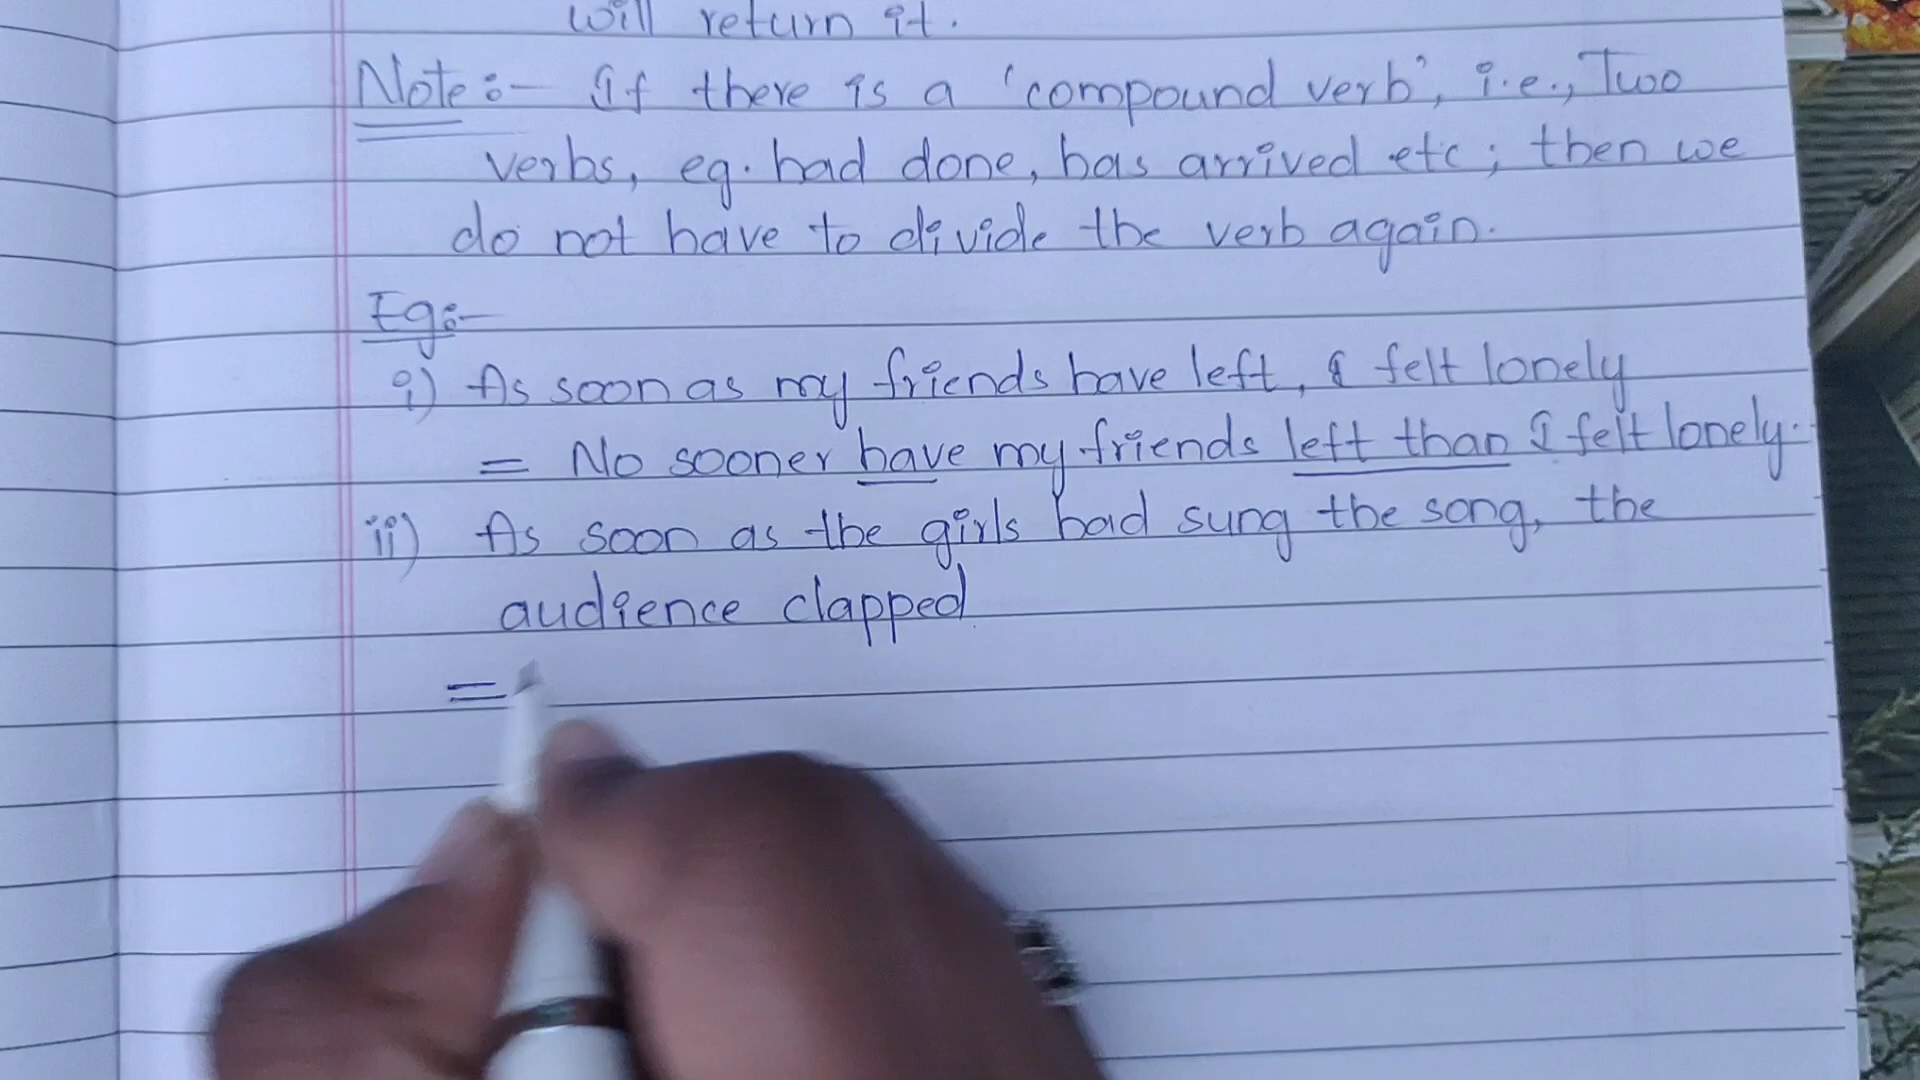 will return it.
Note:- If there is a 'compound verb', i.e., Two
verbs, eg. had done, has arrived etc; then we
do not have to divide the verb again.
Eg:-
i) As soon as my friends have left, I felt lonely
= No sooner have my friends left than I felt lonely.
ii) As soon as the girls had sung the song, the
audience clapped
=